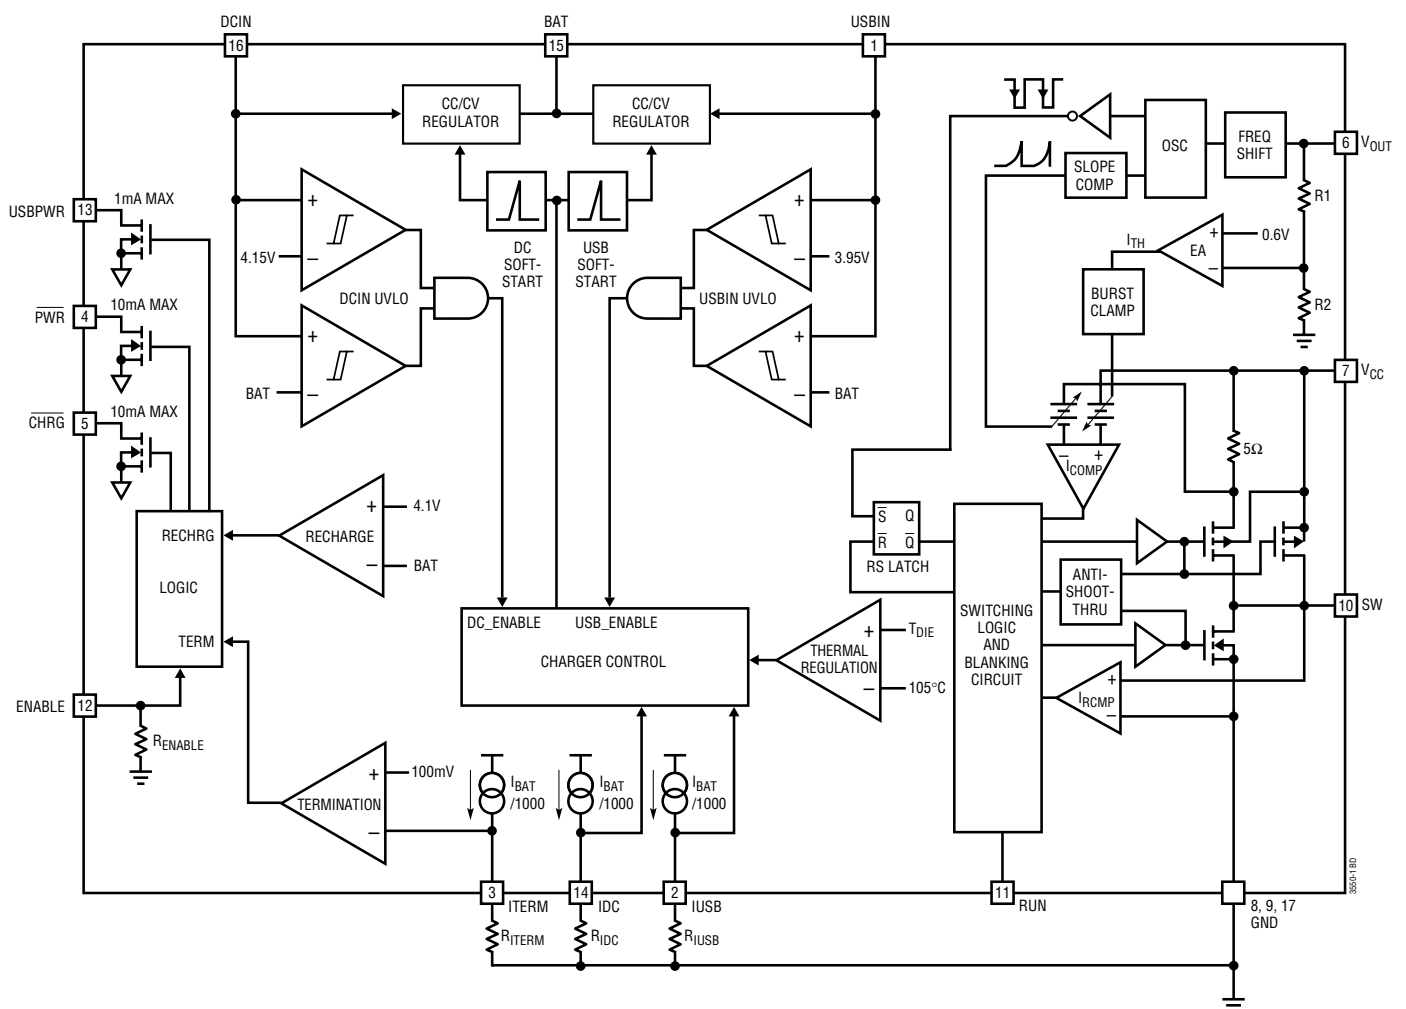 DCIN
BAT
USBIN
16
15
1
CC/CV
REGULATOR
CC/CV
REGULATOR
OSC
FREQ
SHIFT
6
VOUT
SLOPE
COMP
R1
USBPWR
13
1mA MAX
+
4.15V
–
DC
SOFT-
START
USB
SOFT-
START
+
3.95V
–
ITH
EA
+
0.6V
–
DCIN UVLO
USBIN UVLO
BURST
CLAMP
R2
PWR
4
10mA MAX
+
BAT
–
+
BAT
–
7
VCC
CHRG
5
10mA MAX
–
+
ICOMP
5Ω
RECHRG
LOGIC
TERM
RECHARGE
+
4.1V
–
BAT
S
Q
R
Q
RS LATCH
SWITCHING
LOGIC
AND
BLANKING
CIRCUIT
ANTI-
SHOOT-
THRU
10
SW
DC_ENABLE
USB_ENABLE
CHARGER CONTROL
THERMAL
REGULATION
+
TDIE
–
105°C
IRCMP
+
–
ENABLE
12
RENABLE
TERMINATION
+
100mV
–
IBAT
/1000
IBAT
/1000
IBAT
/1000
3
ITERM
14
IDC
2
IUSB
11
RUN
8, 9, 17
GND
RITERM
RIDC
RIUSB
3550-1 BD